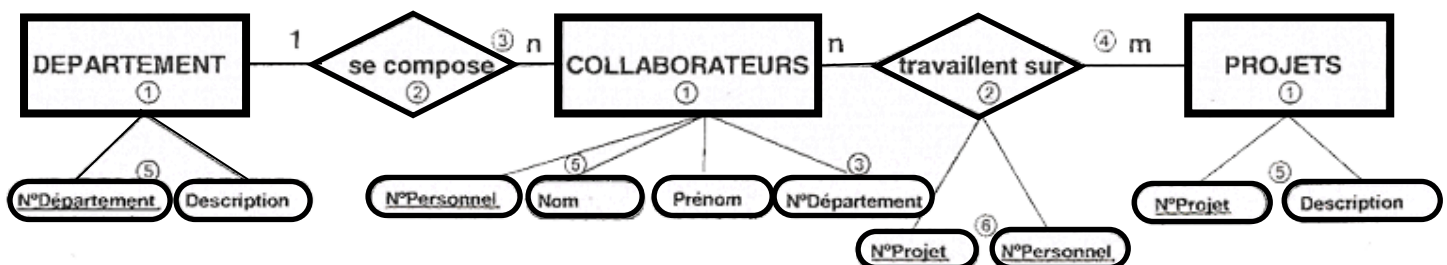 1 ③ n n ④ m
DEPARTEMENT se compose COLLABORATEURS travaillent sur PROJETS
① ② ① ② ①
⑤ ⑤ ③ ⑤
NºDépartement Description NºPersonnel Nom Prénom NºDépartement NºProjet Description
⑥
NºProjet NºPersonnel